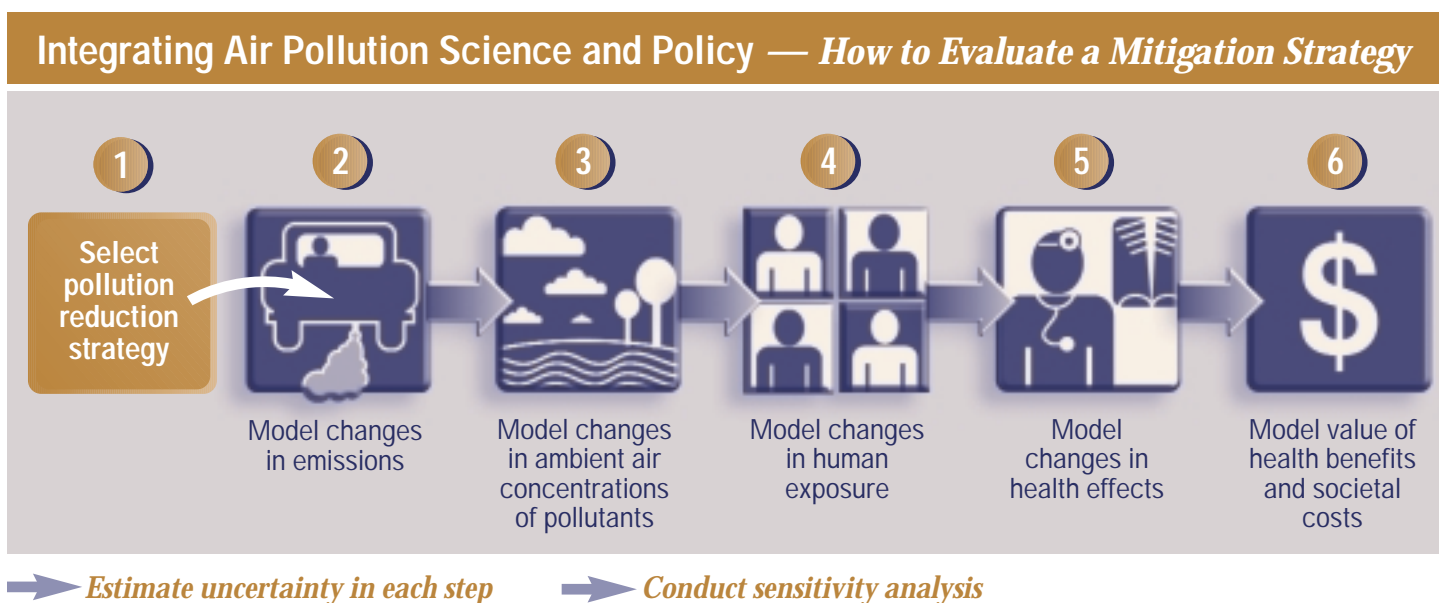 Integrating Air Pollution Science and Policy — How to Evaluate a Mitigation Strategy
1
2
3
4
5
6
Select
pollution
reduction
strategy
Model changes
in emissions
Model changes
in ambient air
concentrations
of pollutants
Model changes
in human
exposure
Model
changes in
health effects
$
Model value of
health benefits
and societal
costs
Estimate uncertainty in each step
Conduct sensitivity analysis